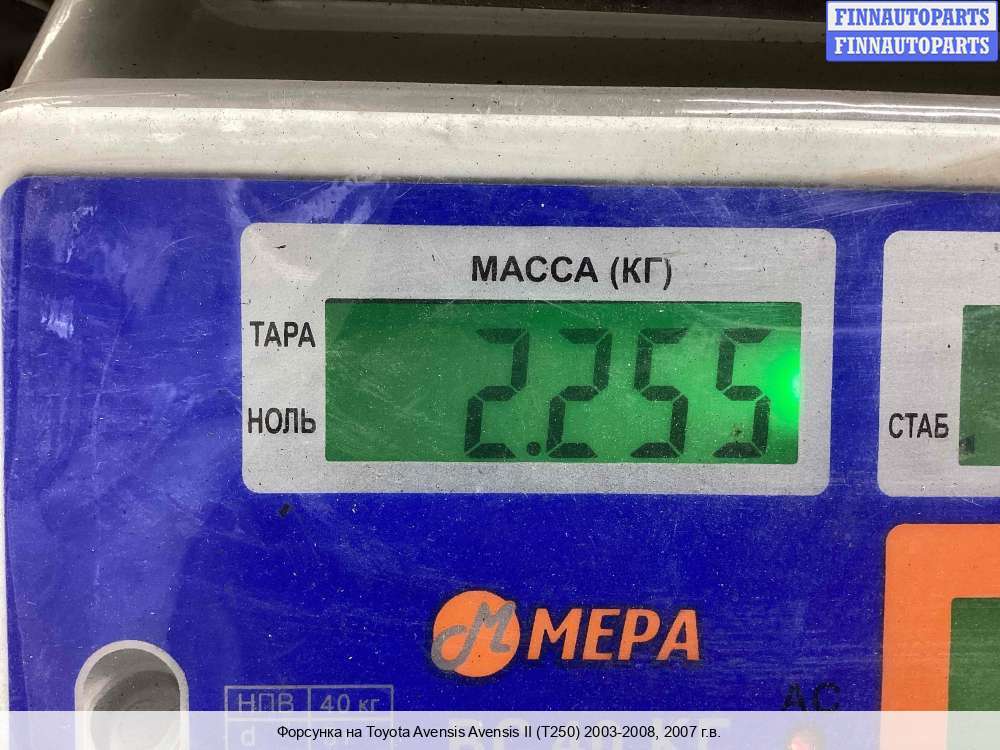 FINNAUTOPARTS
FINNAUTOPARTS
МАССА (КГ)
ТАРА
2.255
НОЛЬ
СТАБ
МЕРА
НПВ 40 кг
AC
d
Форсунка на Toyota Avensis Avensis II (T250) 2003-2008, 2007 г.в.